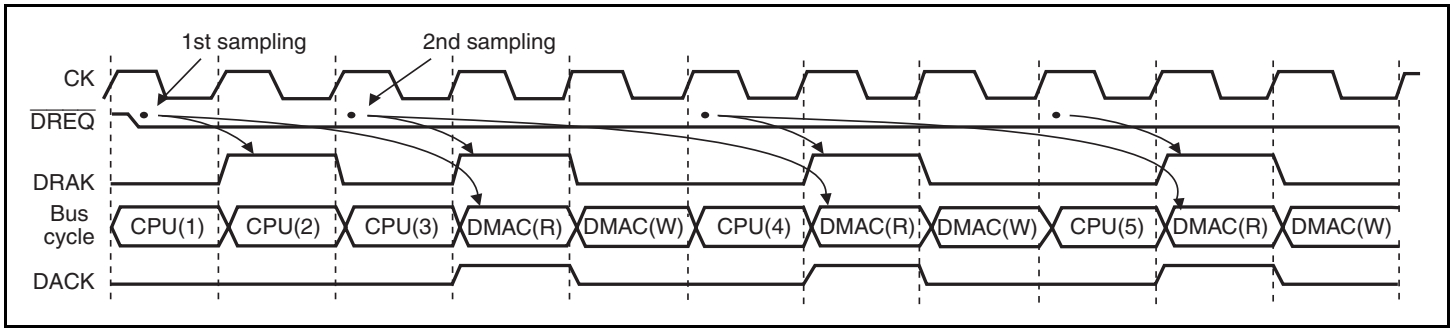 1st sampling 2nd sampling
CK
DREQ
DRAK
Bus
cycle
CPU(1) CPU(2) CPU(3) DMAC(R) DMAC(W) CPU(4) DMAC(R) DMAC(W) CPU(5) DMAC(R) DMAC(W)
DACK